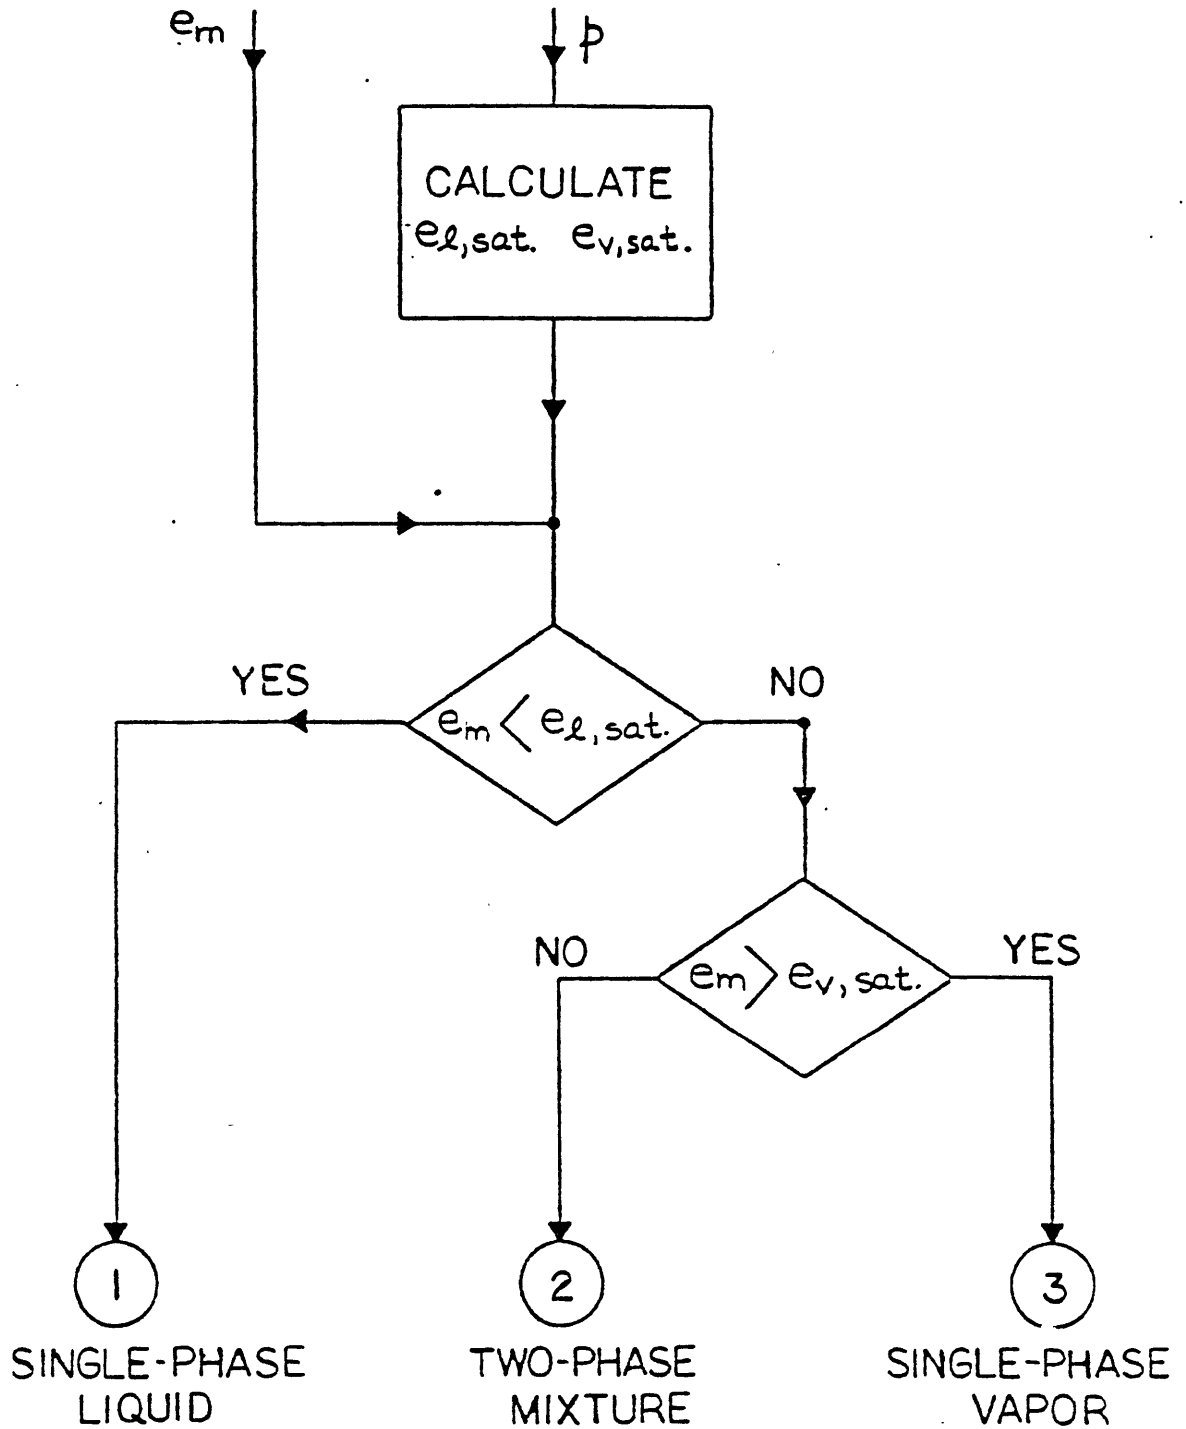 e_m
p
CALCULATE
e_ℓ,sat. e_v,sat.
YES
NO
e_m < e_ℓ,sat.
NO
YES
e_m > e_v,sat.
1
2
3
SINGLE-PHASE
LIQUID
TWO-PHASE
MIXTURE
SINGLE-PHASE
VAPOR